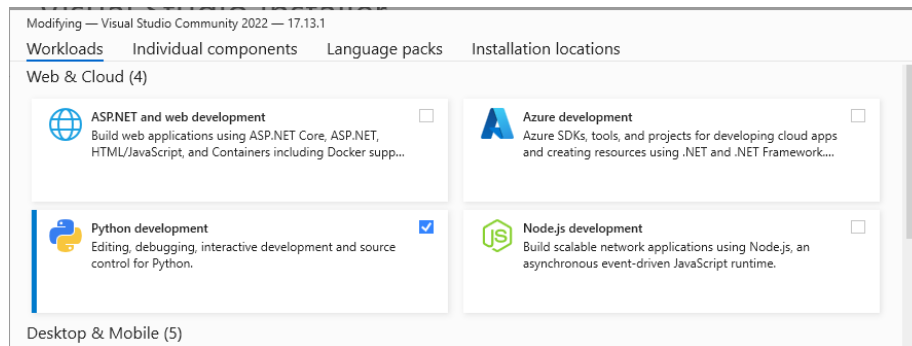 Visual Studio Installer
Modifying — Visual Studio Community 2022 — 17.13.1
Workloads Individual components Language packs Installation locations
Web & Cloud (4)
ASP.NET and web development
Build web applications using ASP.NET Core, ASP.NET,
HTML/JavaScript, and Containers including Docker supp...
Azure development
Azure SDKs, tools, and projects for developing cloud apps
and creating resources using .NET and .NET Framework....
Python development
Editing, debugging, interactive development and source
control for Python.
Node.js development
Build scalable network applications using Node.js, an
asynchronous event-driven JavaScript runtime.
Desktop & Mobile (5)